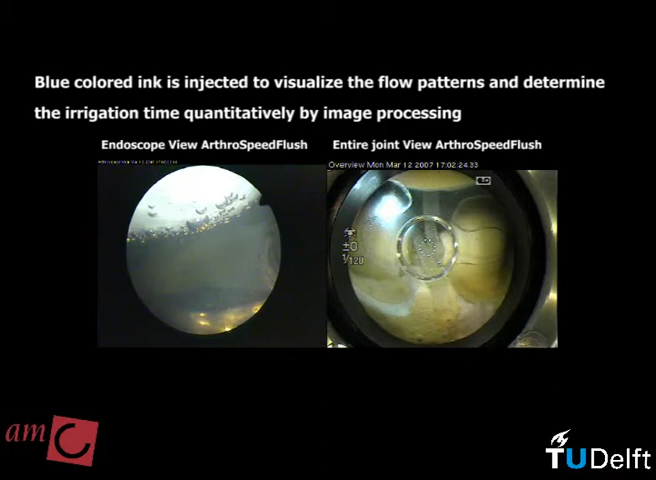 Blue colored ink is injected to visualize the flow patterns and determine
the irrigation time quantitatively by image processing
Endoscope View ArthroSpeedFlush
Entire joint View ArthroSpeedFlush
Overview Mon Mar 12 2007 17:02:24.33
±0
1/120
amc
TUDelft